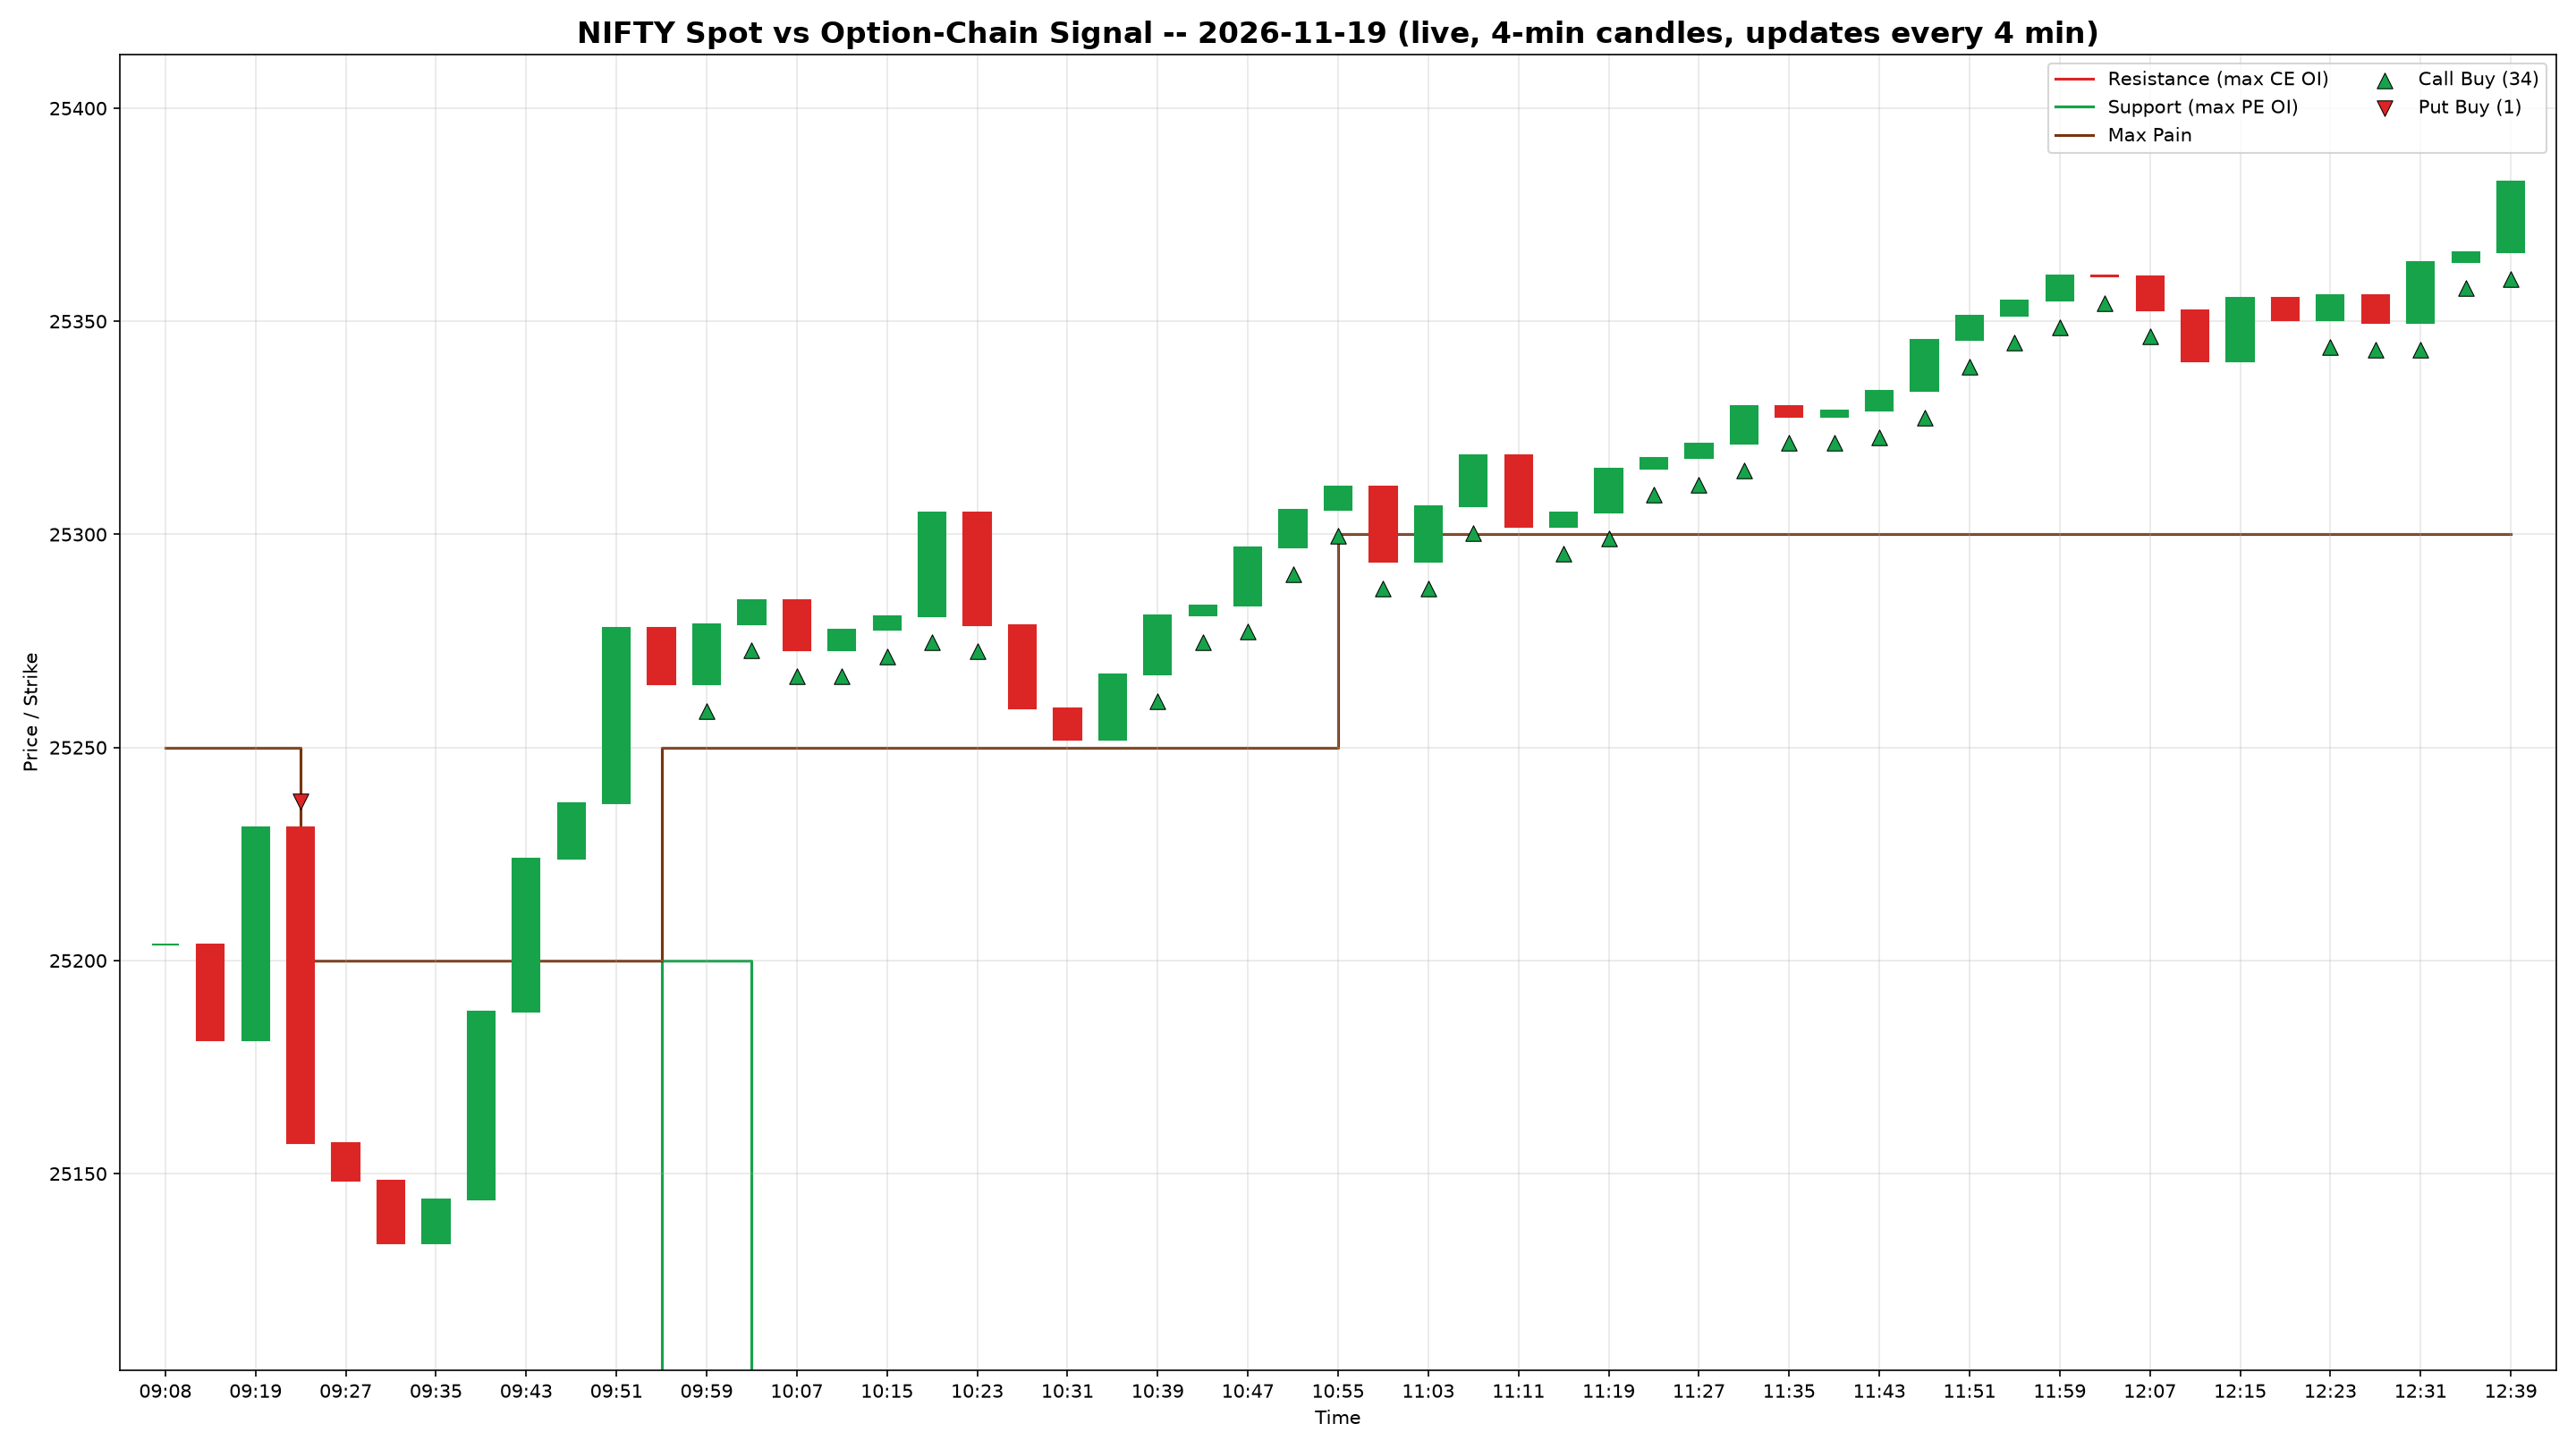 NIFTY Spot vs Option-Chain Signal -- 2026-11-19 (live, 4-min candles, updates every 4 min)
Resistance (max CE OI)
Support (max PE OI)
Max Pain
Call Buy (34)
Put Buy (1)
Price / Strike
25400
25350
25300
25250
25200
25150
09:08 09:19 09:27 09:35 09:43 09:51 09:59 10:07 10:15 10:23 10:31 10:39 10:47 10:55 11:03 11:11 11:19 11:27 11:35 11:43 11:51 11:59 12:07 12:15 12:23 12:31 12:39
Time